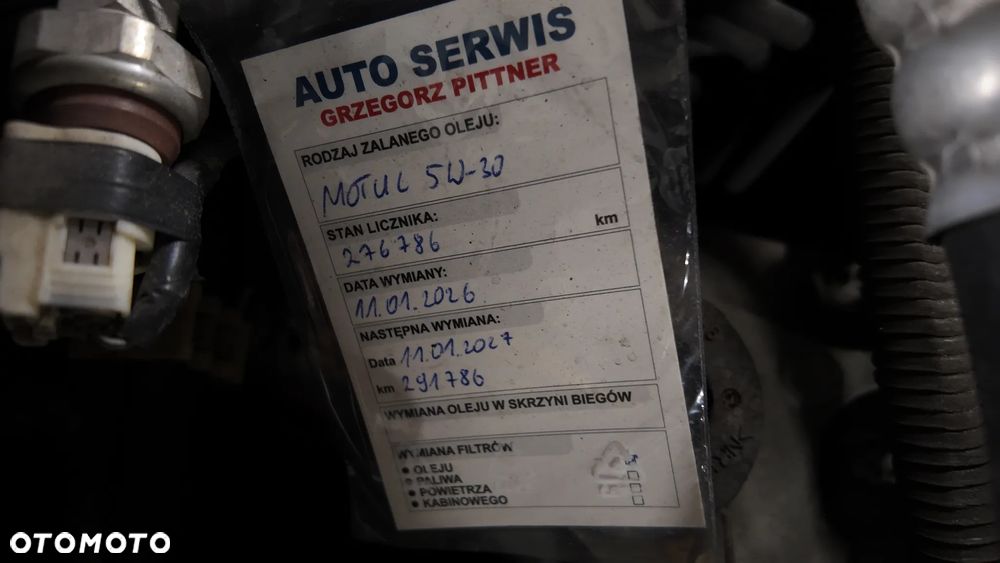 AUTO SERWIS
GRZEGORZ PITTNER
RODZAJ ZALANEGO OLEJU:
MOTUL 5W-30
STAN LICZNIKA:
276786 km
DATA WYMIANY:
11.01.2026
NASTĘPNA WYMIANA:
Data 11.01.2027
km 291786
WYMIANA OLEJU W SKRZYNI BIEGÓW
WYMIANA FILTRÓW
• OLEJU
• PALIWA
• POWIETRZA
• KABINOWEGO
OTOMOTO